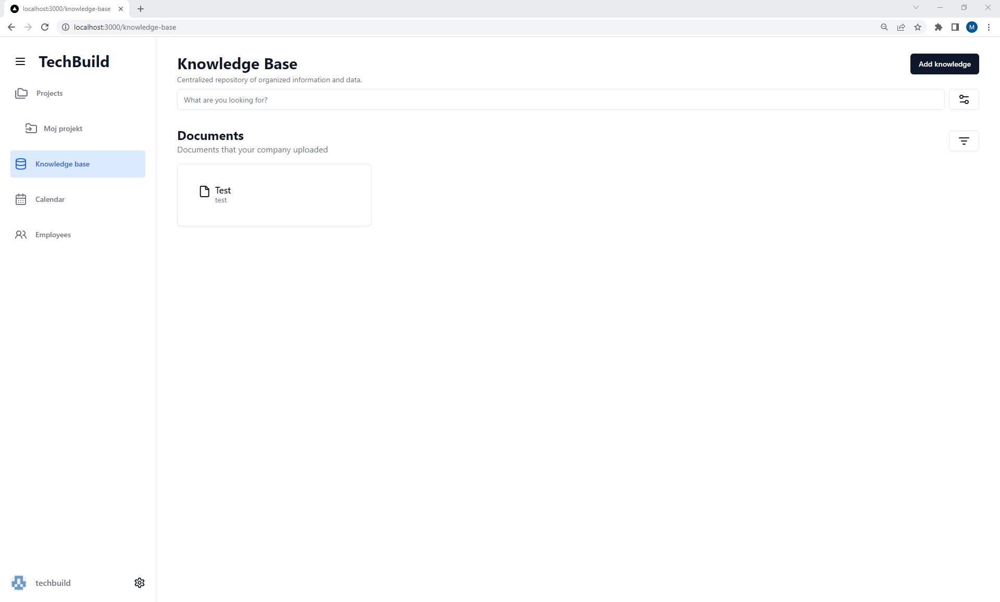 localhost:3000/knowledge-base
localhost:3000/knowledge-base
M
TechBuild
Projects
Moj projekt
Knowledge base
Calendar
Employees
techbuild
Knowledge Base
Centralized repository of organized information and data.
Add knowledge
What are you looking for?
Documents
Documents that your company uploaded
Test
test